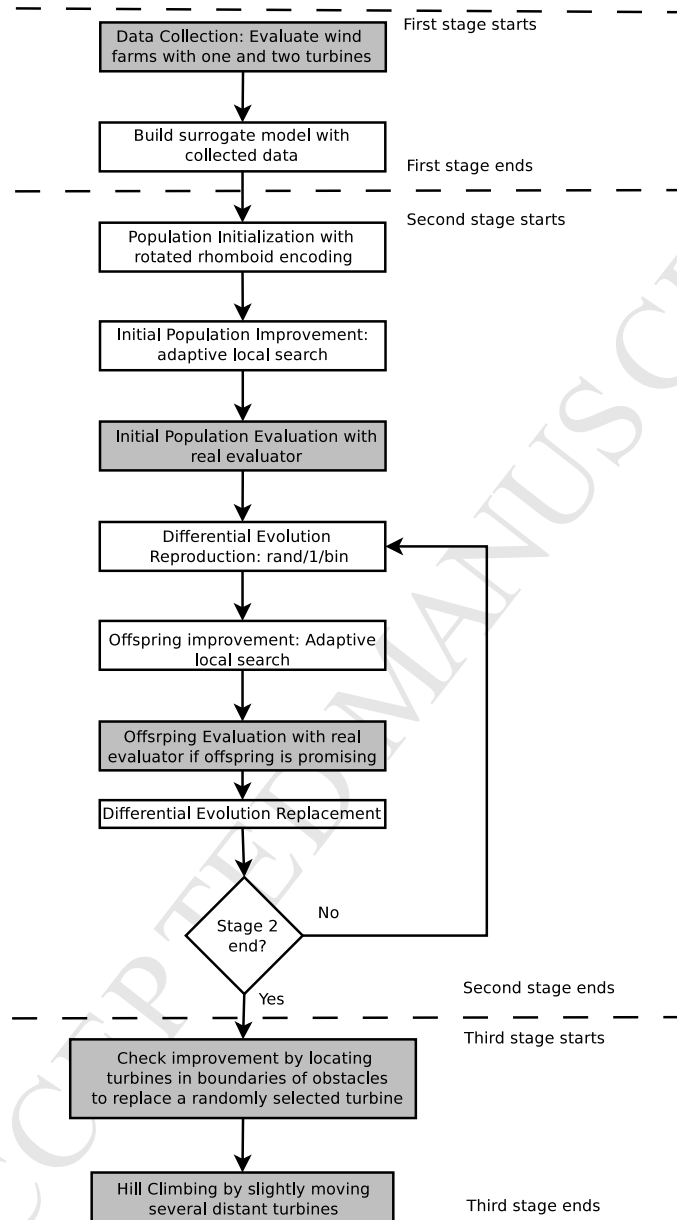 First stage starts
Data Collection: Evaluate wind
farms with one and two turbines
Build surrogate model with
collected data
First stage ends
Second stage starts
Population Initialization with
rotated rhomboid encoding
Initial Population Improvement:
adaptive local search
Initial Population Evaluation with
real evaluator
Differential Evolution
Reproduction: rand/1/bin
Offspring improvement: Adaptive
local search
Offsrping Evaluation with real
evaluator if offspring is promising
Differential Evolution Replacement
Stage 2
end?
No
Yes
Second stage ends
Third stage starts
Check improvement by locating
turbines in boundaries of obstacles
to replace a randomly selected turbine
Hill Climbing by slightly moving
several distant turbines
Third stage ends